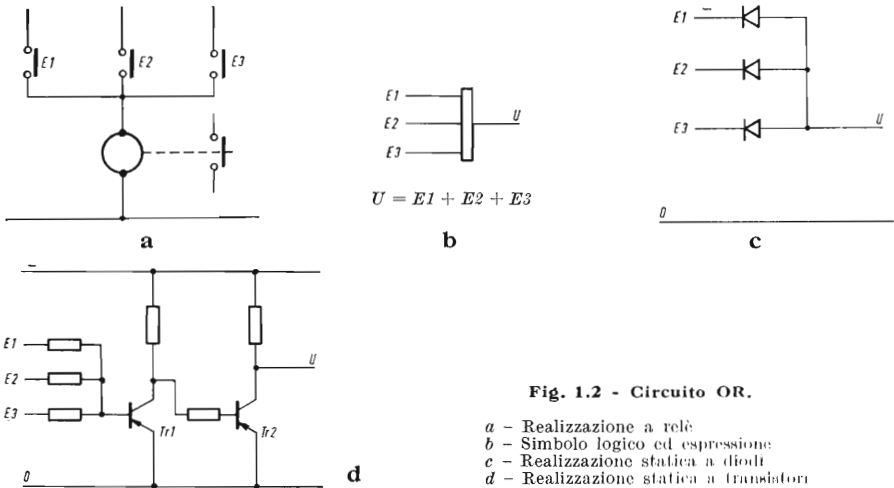 E1 E2 E3
a
E1
E2
E3
U
U = E1 + E2 + E3
b
–
E1
E2
E3
U
0
c
–
E1
E2
E3
Tr1
Tr2
U
0
d
Fig. 1.2 - Circuito OR.
a – Realizzazione a relè
b – Simbolo logico ed espressione
c – Realizzazione statica a diodi
d – Realizzazione statica a transistori